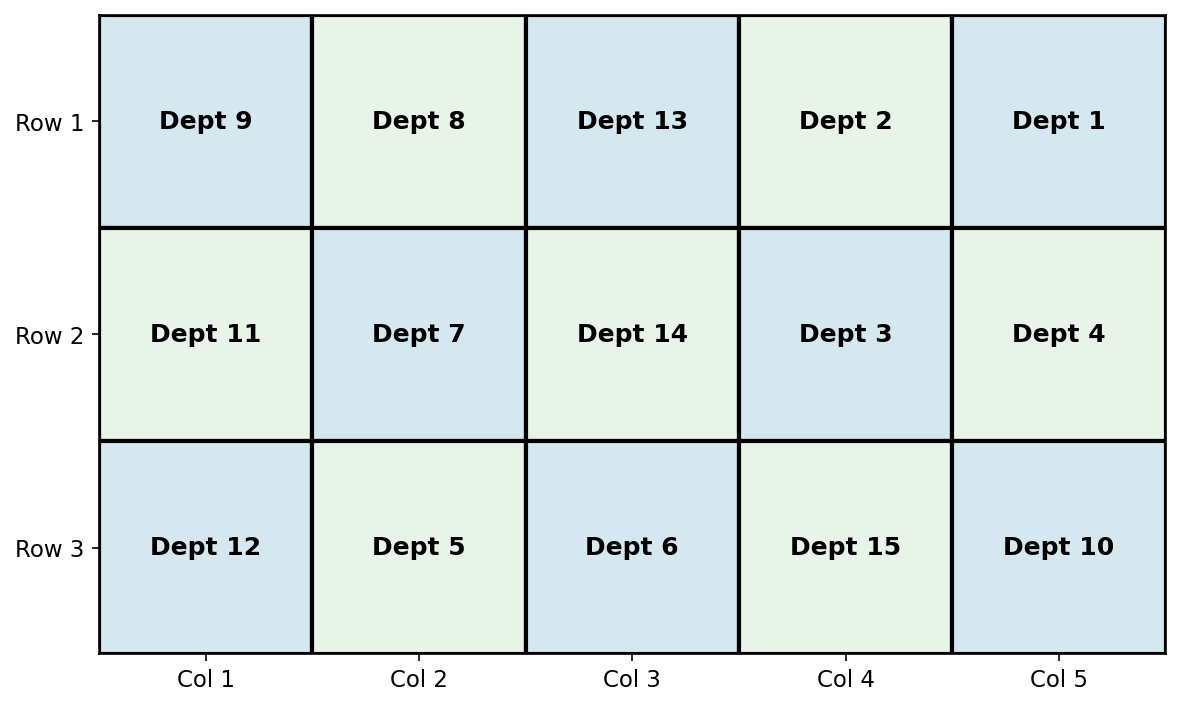 Row 1
Dept 9
Dept 8
Dept 13
Dept 2
Dept 1
Row 2
Dept 11
Dept 7
Dept 14
Dept 3
Dept 4
Row 3
Dept 12
Dept 5
Dept 6
Dept 15
Dept 10
Col 1
Col 2
Col 3
Col 4
Col 5